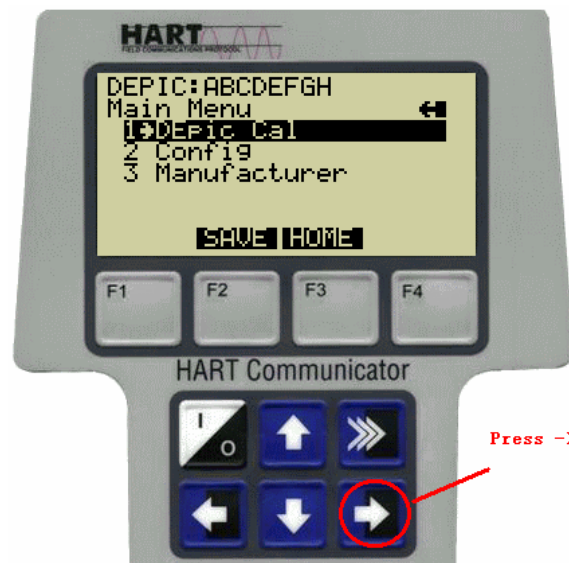 HART
FIELD COMMUNICATIONS PROTOCOL
DEPIC:ABCDEFGH
Main Menu
1→DEpic Cal
2 Config
3 Manufacturer
SAVE HOME
F1 F2 F3 F4
HART Communicator
I
O
Press ->